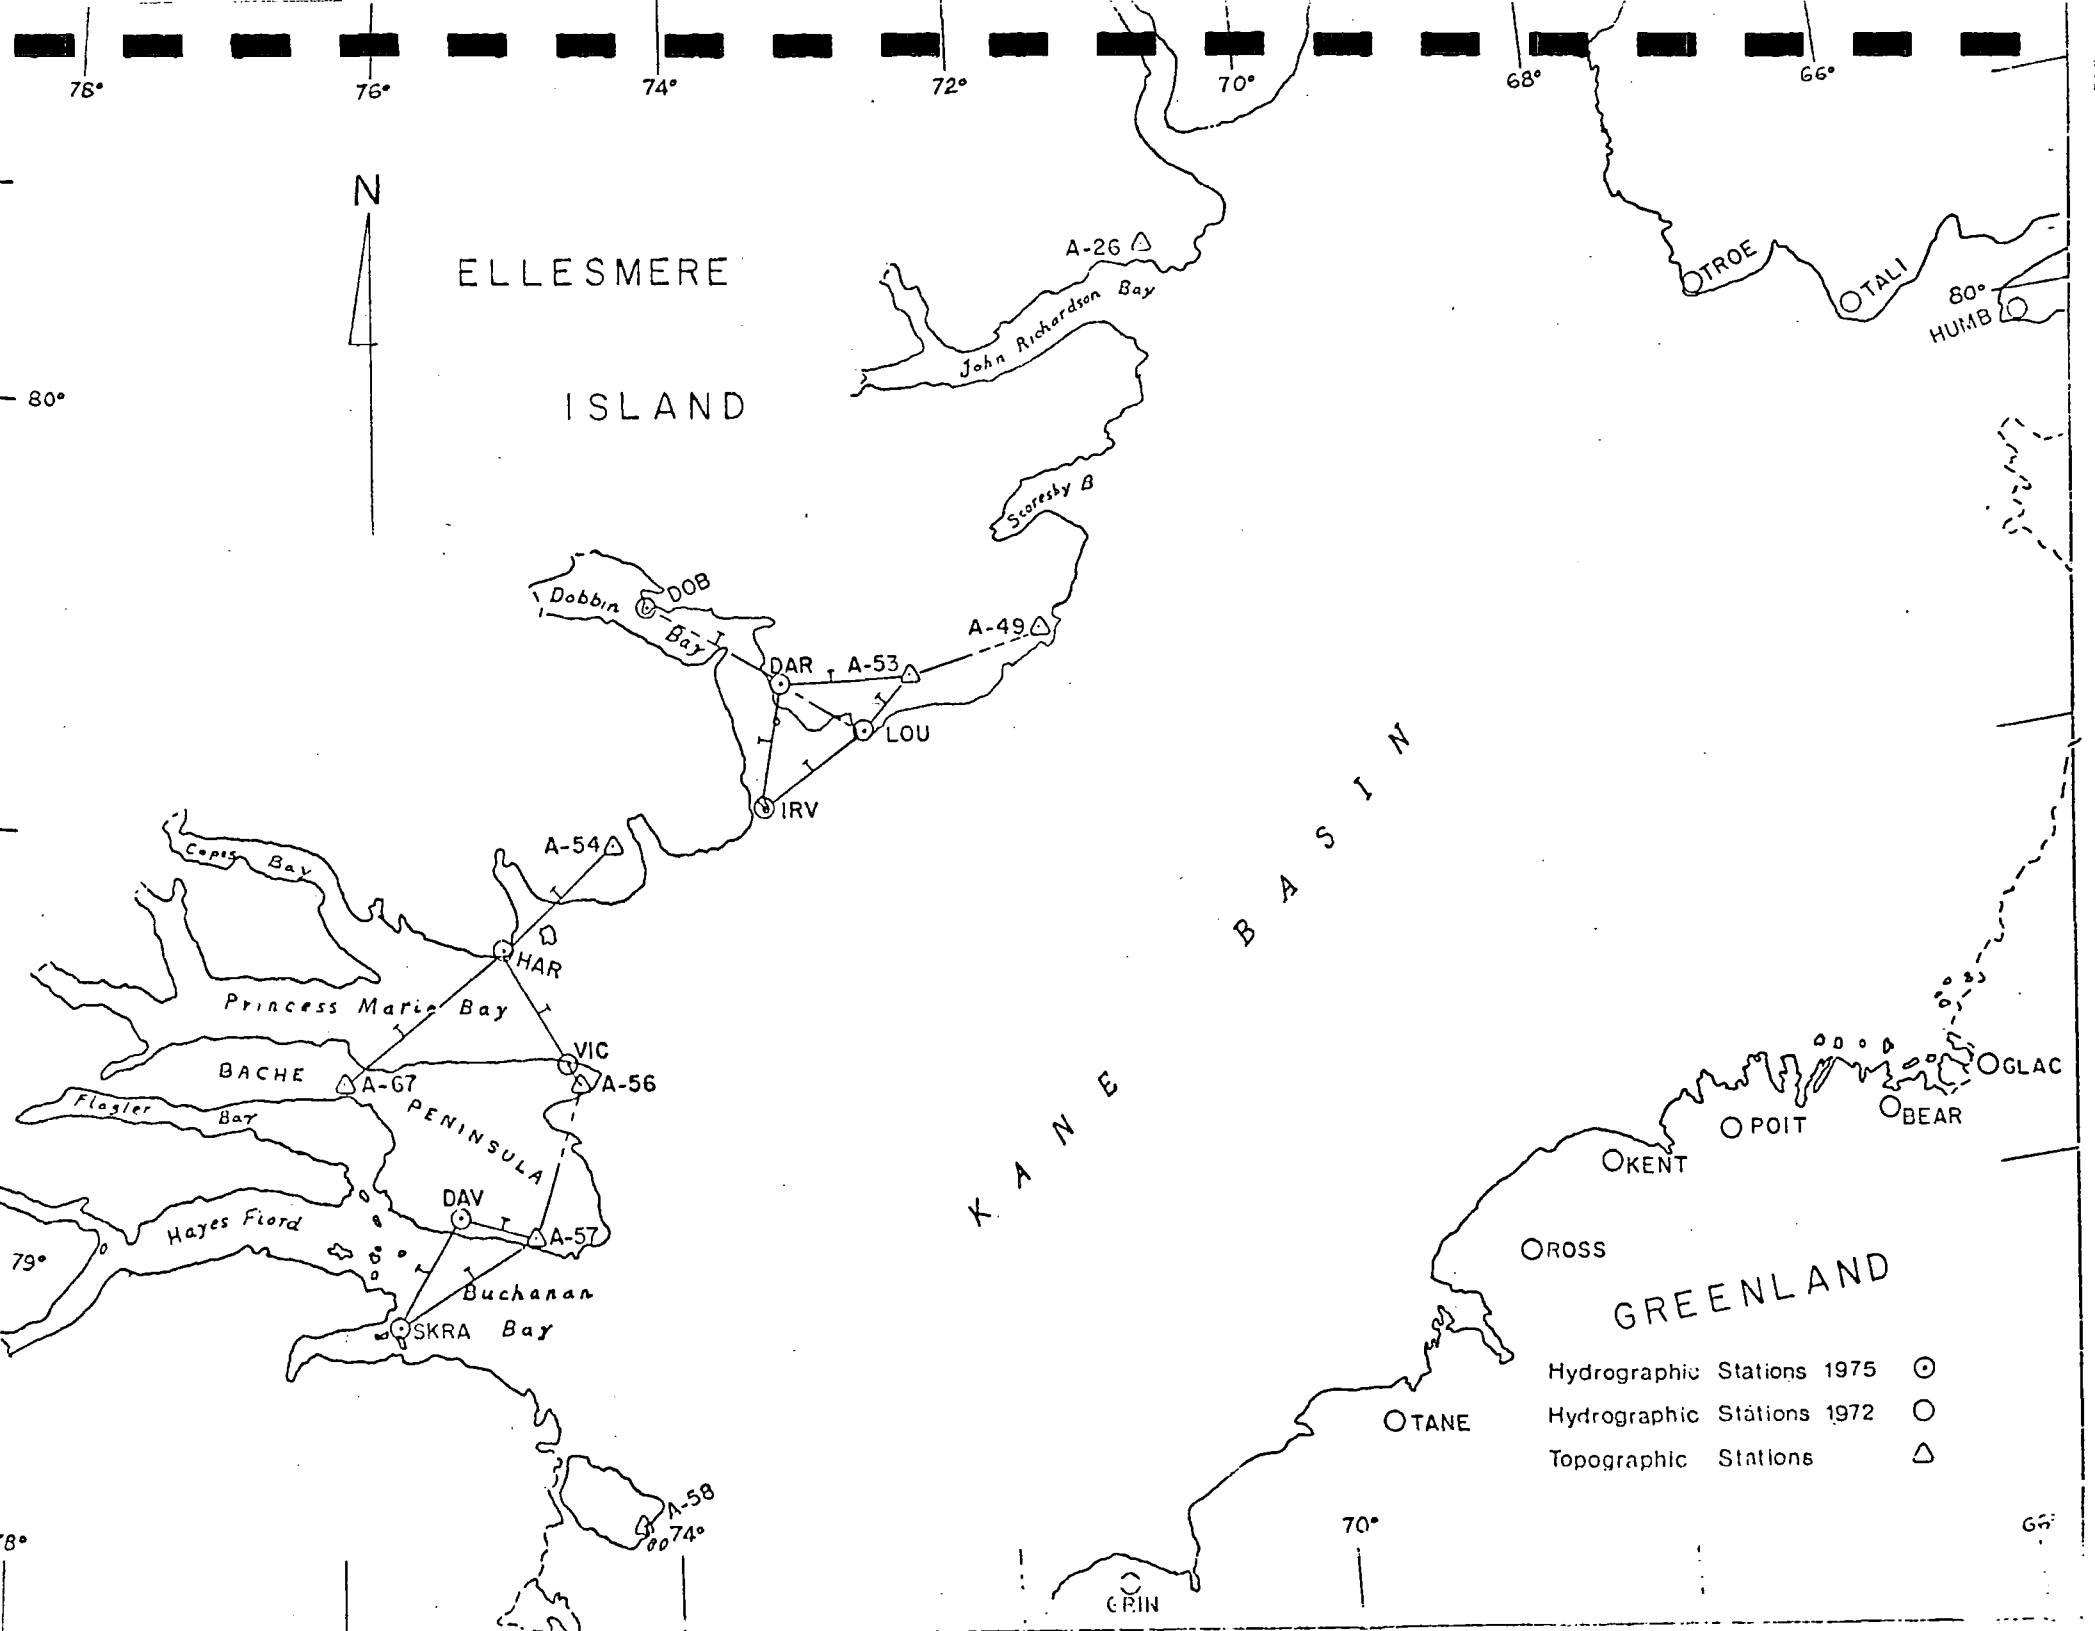 78°
76°
74°
72°
70°
68°
66°
N
ELLESMERE
ISLAND
80°
A-26
John Richardson Bay
TROE
TALI
80°
HUMB
Scoresby B
DOB
Dobbin
Bay
A-49
DAR
A-53
LOU
IRV
A-54
Copes Bay
HAR
Princess Marie Bay
VIC
A-56
BACHE
A-67
PENINSULA
Flagler
Bay
KANE BASIN
GLAC
BEAR
POIT
KENT
DAV
Hayes Fiord
A-57
79°
ROSS
Buchanan
Bay
SKRA
GREENLAND
Hydrographic Stations 1975
Hydrographic Stations 1972
Topographic Stations
TANE
A-58
74°
70°
8°
GRIN